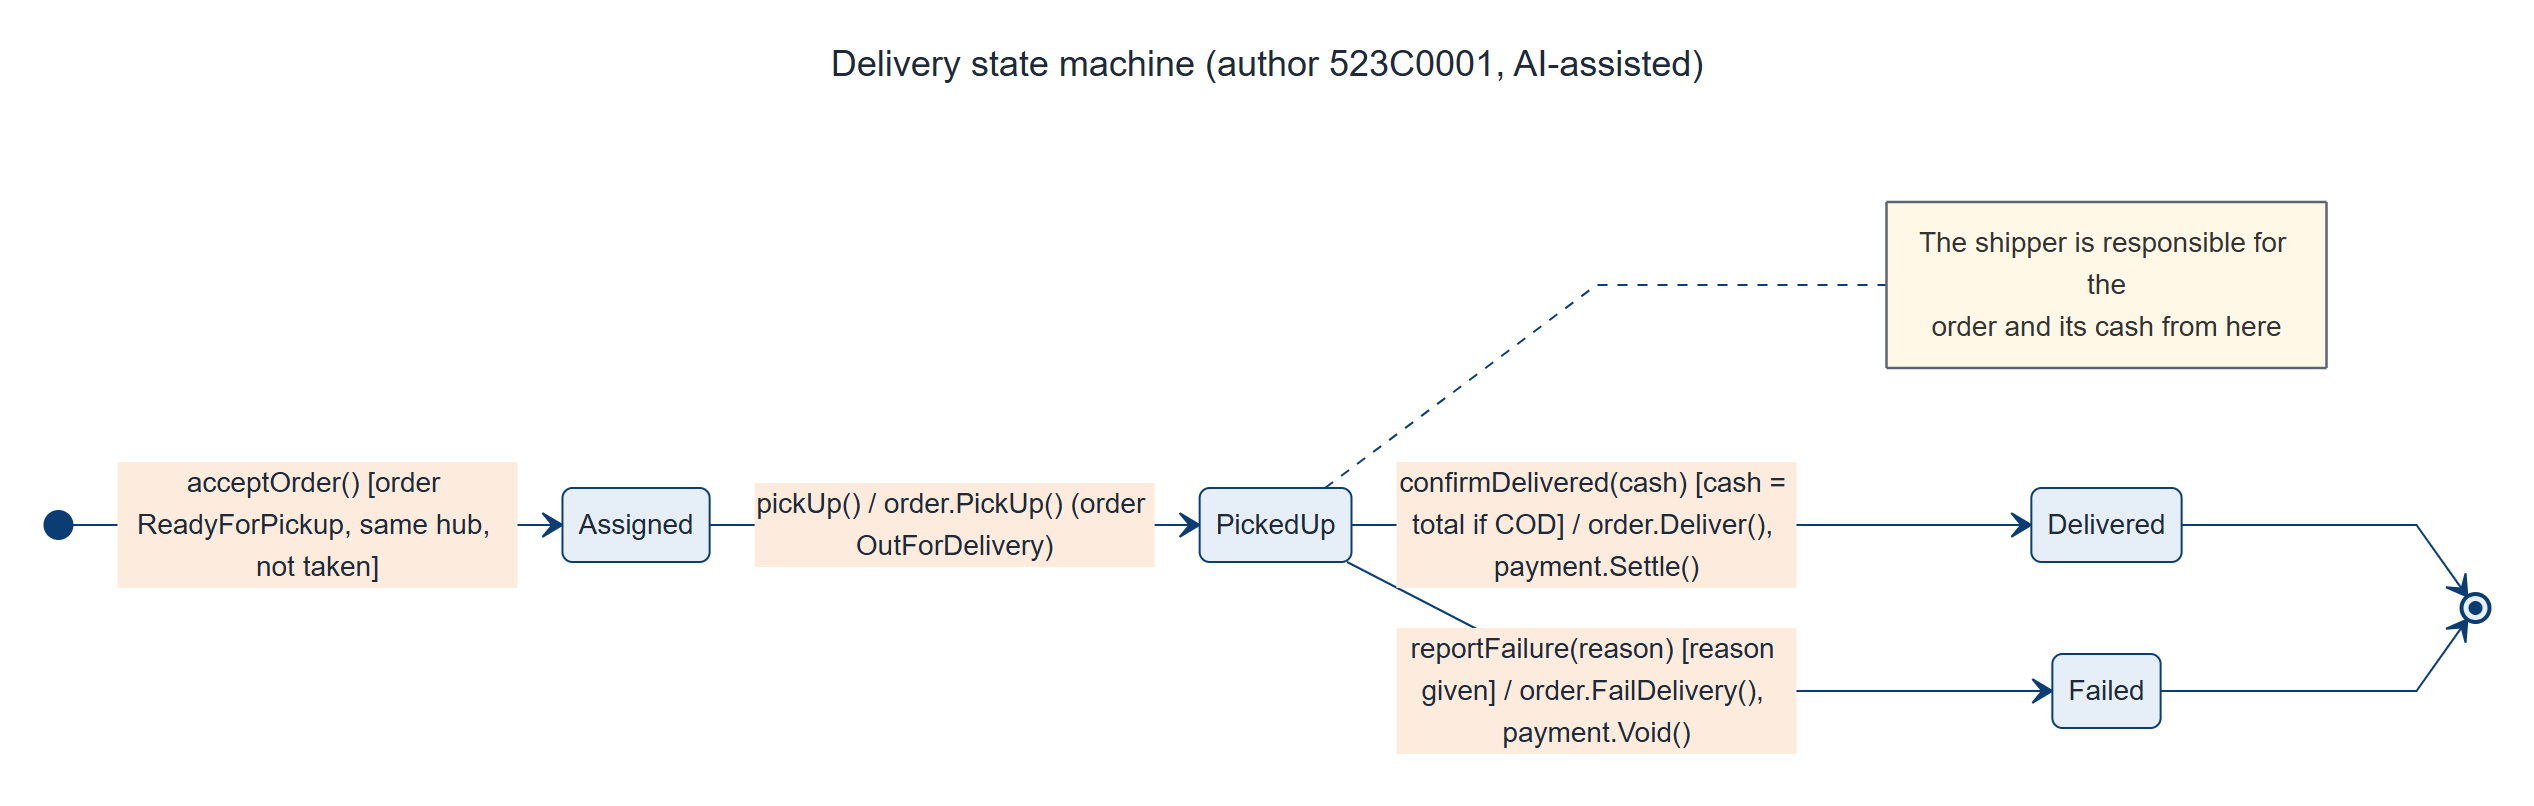 Delivery state machine (author 523C0001, AI-assisted)
The shipper is responsible for
the
order and its cash from here
acceptOrder() [order
ReadyForPickup, same hub,
not taken]
Assigned
pickUp() / order.PickUp() (order
OutForDelivery)
PickedUp
confirmDelivered(cash) [cash =
total if COD] / order.Deliver(),
payment.Settle()
Delivered
reportFailure(reason) [reason
given] / order.FailDelivery(),
payment.Void()
Failed